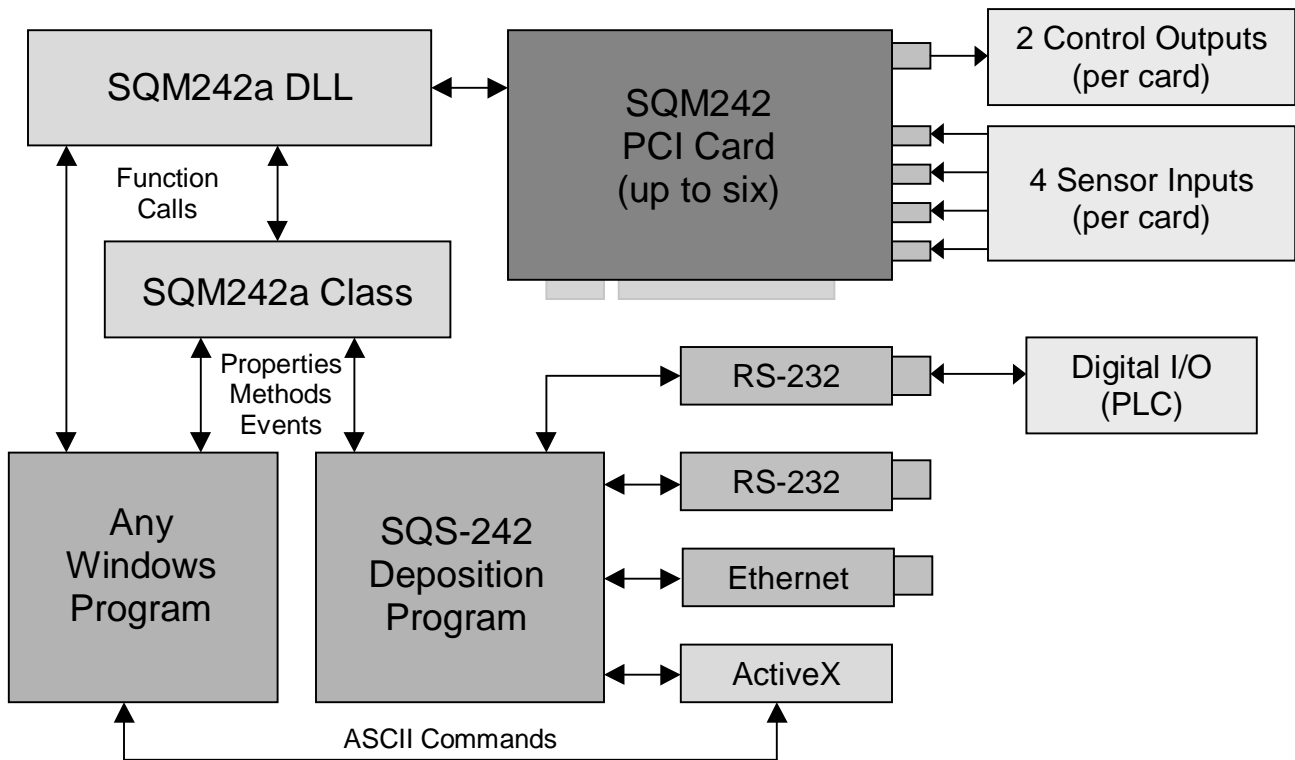 SQM242a DLL
SQM242
PCI Card
(up to six)
2 Control Outputs
(per card)
4 Sensor Inputs
(per card)
Function
Calls
SQM242a Class
Properties
Methods
Events
RS-232
Digital I/O
(PLC)
Any
Windows
Program
SQS-242
Deposition
Program
RS-232
Ethernet
ActiveX
ASCII Commands